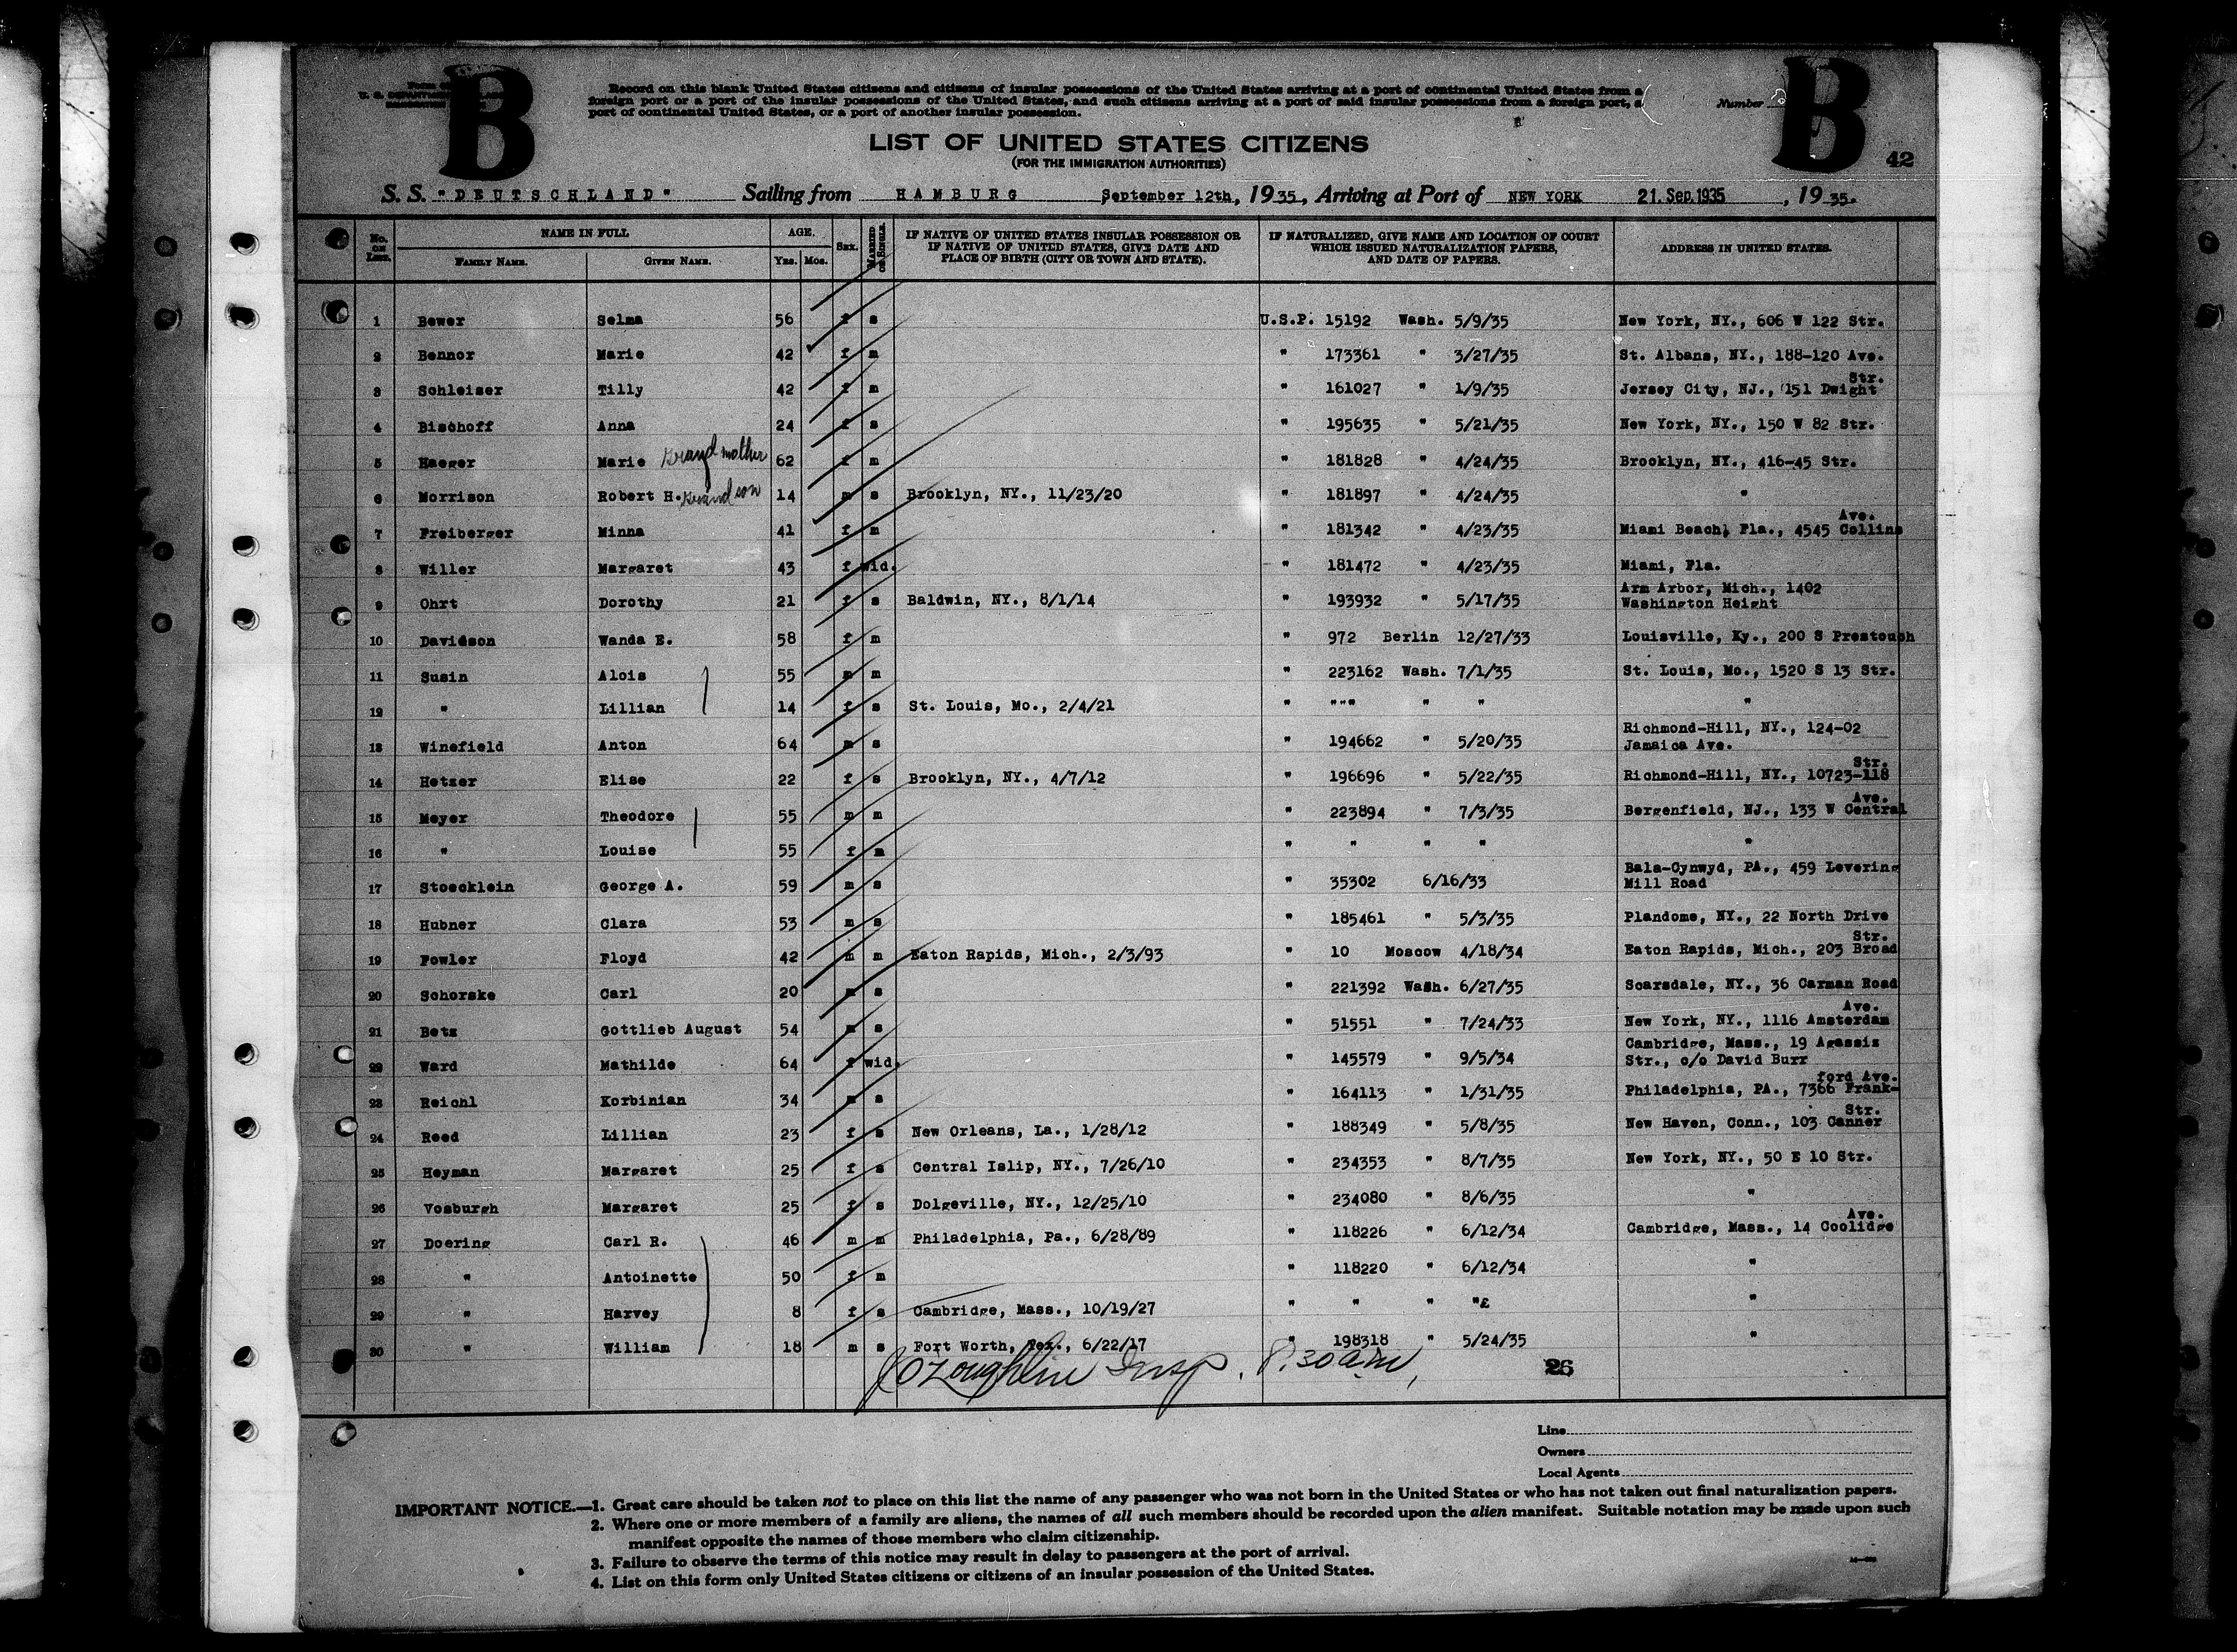 B
B
Record on this blank United States citizens and citizens of insular possessions of the United States arriving at a port of continental United States from a
foreign port or a port of the insular possessions of the United States, and such citizens arriving at a port of said insular possessions from a foreign port, a
port of continental United States, or a port of another insular possession.
Number
LIST OF UNITED STATES CITIZENS
(FOR THE IMMIGRATION AUTHORITIES)
42
S. S. "DEUTSCHLAND" Sailing from HAMBURG September 12th, 1935, Arriving at Port of NEW YORK 21. Sep. 1935, 1935.
No. on List. NAME IN FULL AGE. Sex. Married or Single. IF NATIVE OF UNITED STATES INSULAR POSSESSION OR IF NATIVE OF UNITED STATES, GIVE DATE AND PLACE OF BIRTH (CITY OR TOWN AND STATE). IF NATURALIZED, GIVE NAME AND LOCATION OF COURT WHICH ISSUED NATURALIZATION PAPERS, AND DATE OF PAPERS. ADDRESS IN UNITED STATES.
Family Name. Given Name. Yrs. Mos.
1 Bewer Selma 56 f s U.S.P. 15192 Wash. 5/9/35 New York, NY., 606 W 122 Str.
2 Bennor Marie 42 f m " 173361 " 3/27/35 St. Albans, NY., 188-120 Ave.
3 Schleiser Tilly 42 f m " 161027 " 1/9/35 Jersey City, NJ., 151 Dwight Str.
4 Bischoff Anna 24 f s " 195635 " 5/21/35 New York, NY., 150 W 82 Str.
5 Haeger Marie Grand mother 62 f m " 181828 " 4/24/35 Brooklyn, NY., 416-45 Str.
6 Morrison Robert H. Grand son 14 m s Brooklyn, NY., 11/23/20 " 181897 " 4/24/35 "
7 Freiberger Minna 41 f m " 181342 " 4/23/35 Miami Beach, Fla., 4545 Collins Ave.
8 Willer Margaret 43 f wid. " 181472 " 4/23/35 Miami, Fla.
9 Ohrt Dorothy 21 f s Baldwin, NY., 8/1/14 " 193932 " 5/17/35 Arm Arbor, Mich., 1402
Washington Height
10 Davidson Wanda E. 58 f m " 972 Berlin 12/27/33 Louisville, Ky., 200 S Prestouph
11 Susin Alois 55 m m " 223162 Wash. 7/1/35 St. Louis, Mo., 1520 S 13 Str.
12 " Lillian 14 f s St. Louis, Mo., 2/4/21 " """ " " "
13 Winefield Anton 64 m s " 194662 " 5/20/35 Richmond-Hill, NY., 124-02
Jamaica Ave.
14 Hetzer Elise 22 f s Brooklyn, NY., 4/7/12 " 196696 " 5/22/35 Richmond-Hill, NY., 10723-118 Str.
15 Meyer Theodore 55 m m " 223894 " 7/3/35 Bergenfield, NJ., 133 W Central Ave.
16 " Louise 55 f m " " " " "
17 Stoecklein George A. 59 m s " 35302 6/16/33 Bala-Cynwyd, PA., 459 Levering
Mill Road
18 Hubner Clara 53 m s " 185461 " 5/3/35 Plandome, NY., 22 North Drive
19 Fowler Floyd 42 m m Eaton Rapids, Mich., 2/3/93 " 10 Moscow 4/18/34 Eaton Rapids, Mich., 203 Broad Str.
20 Schorske Carl 20 m s " 221392 Wash. 6/27/35 Scarsdale, NY., 36 Carman Road
21 Betz Gottlieb August 54 m s " 51551 " 7/24/33 New York, NY., 1116 Amsterdam Ave.
22 Ward Mathilde 64 f wid. " 145579 " 9/5/34 Cambridge, Mass., 19 Agassiz
Str., c/o David Burr
23 Reichl Korbinian 34 m s " 164113 " 1/31/35 Philadelphia, PA., 7366 Frank-
ford Ave.
24 Reed Lillian 23 f s New Orleans, La., 1/28/12 " 188349 " 5/8/35 New Haven, Conn., 103 Canner Str.
25 Heyman Margaret 25 f s Central Islip, NY., 7/26/10 " 234353 " 8/7/35 New York, NY., 50 E 10 Str.
26 Vosburgh Margaret 25 f s Dolgeville, NY., 12/25/10 " 234080 " 8/6/35 "
27 Doering Carl R. 46 m m Philadelphia, Pa., 6/28/89 " 118226 " 6/12/34 Cambridge, Mass., 14 Coolidge Ave.
28 " Antoinette 50 f m " 118220 " 6/12/34 "
29 " Harvey 8 f s Cambridge, Mass., 10/19/27 " " " "£ "
30 " William 18 m s Fort Worth, Tex., 6/22/17 " 198318 " 5/24/35 "
J O'Loughlin Insp. 8.30 am, 26
Line
Owners
Local Agents
IMPORTANT NOTICE.—1. Great care should be taken not to place on this list the name of any passenger who was not born in the United States or who has not taken out final naturalization papers.
2. Where one or more members of a family are aliens, the names of all such members should be recorded upon the alien manifest. Suitable notation may be made upon such
manifest opposite the names of those members who claim citizenship.
3. Failure to observe the terms of this notice may result in delay to passengers at the port of arrival.
4. List on this form only United States citizens or citizens of an insular possession of the United States.